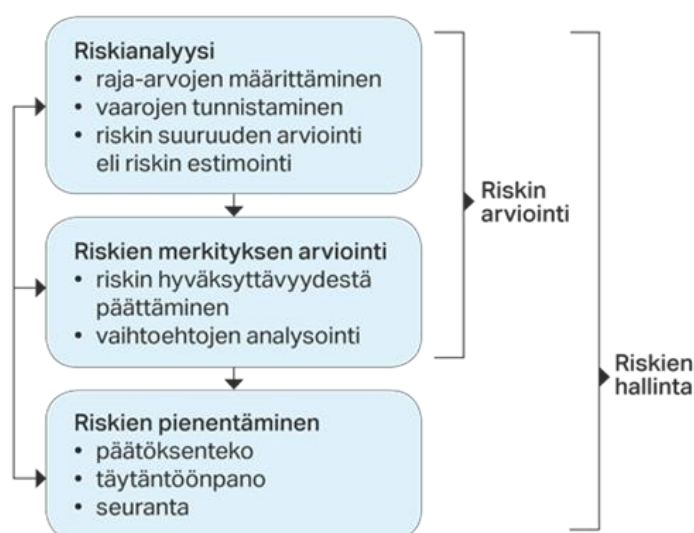 Riskianalyysi
• raja-arvojen määrittäminen
• vaarojen tunnistaminen
• riskin suuruuden arviointi
eli riskin estimointi
Riskien merkityksen arviointi
• riskin hyväksyttävyydestä
päättäminen
• vaihtoehtojen analysointi
Riskien pienentäminen
• päätöksenteko
• täytäntöönpano
• seuranta
Riskin
arviointi
Riskien
hallinta